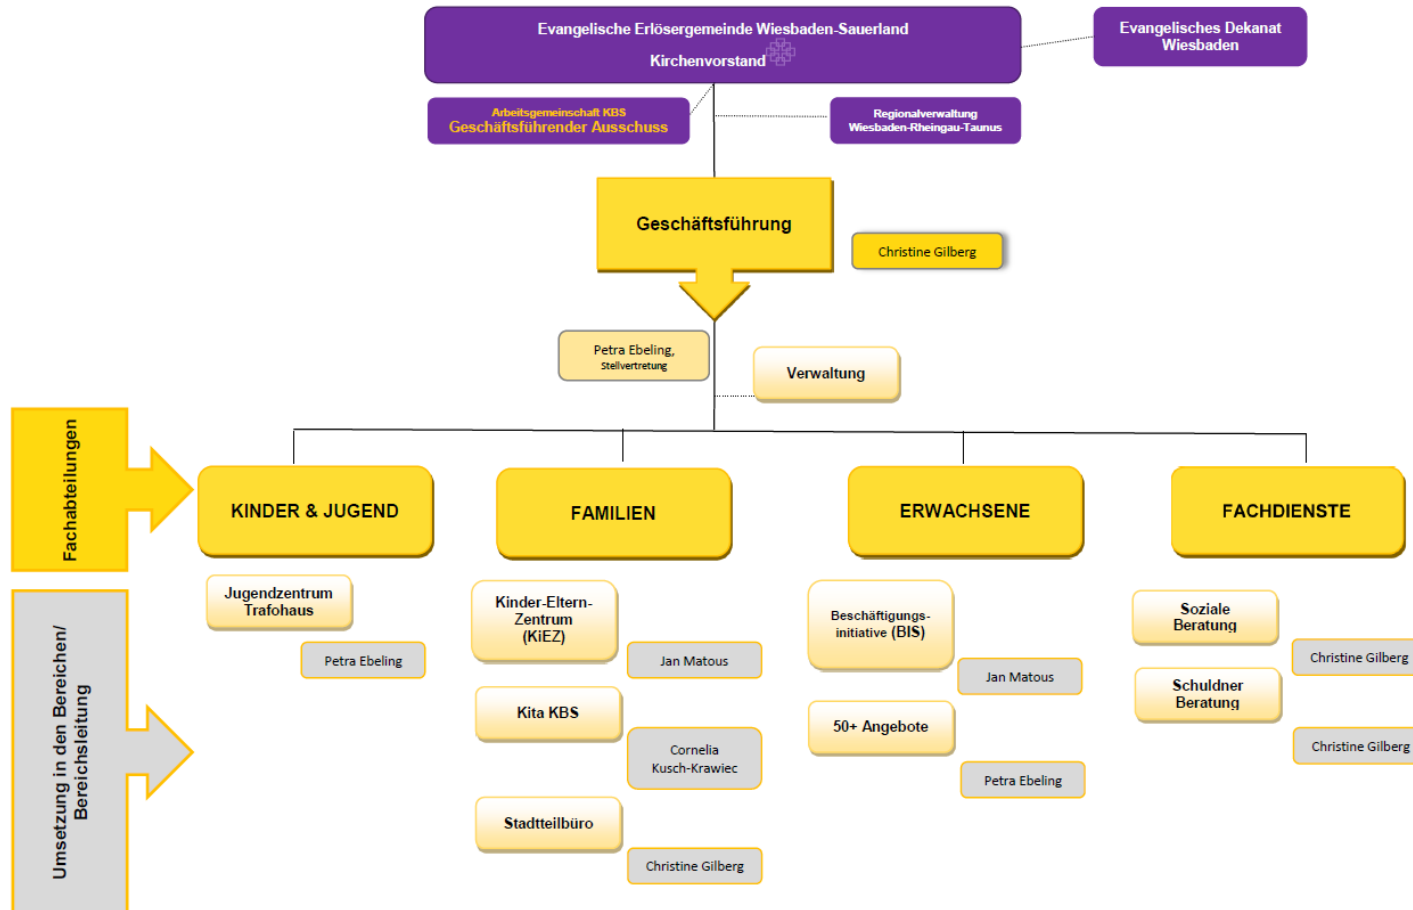 Evangelische Erlösergemeinde Wiesbaden-Sauerland
Kirchenvorstand
Evangelisches Dekanat
Wiesbaden
Arbeitsgemeinschaft KBS
Geschäftsführender Ausschuss
Regionalverwaltung
Wiesbaden-Rheingau-Taunus
Geschäftsführung
Christine Gilberg
Petra Ebeling,
Stellvertretung
Verwaltung
Fachabteilungen
KINDER & JUGEND
FAMILIEN
ERWACHSENE
FACHDIENSTE
Umsetzung in den Bereichen/
Bereichsleitung
Jugendzentrum
Trafohaus
Petra Ebeling
Kinder-Eltern-
Zentrum
(KiEZ)
Jan Matous
Kita KBS
Cornelia
Kusch-Krawiec
Stadtteilbüro
Christine Gilberg
Beschäftigungs-
initiative (BIS)
Jan Matous
50+ Angebote
Petra Ebeling
Soziale
Beratung
Christine Gilberg
Schuldner
Beratung
Christine Gilberg